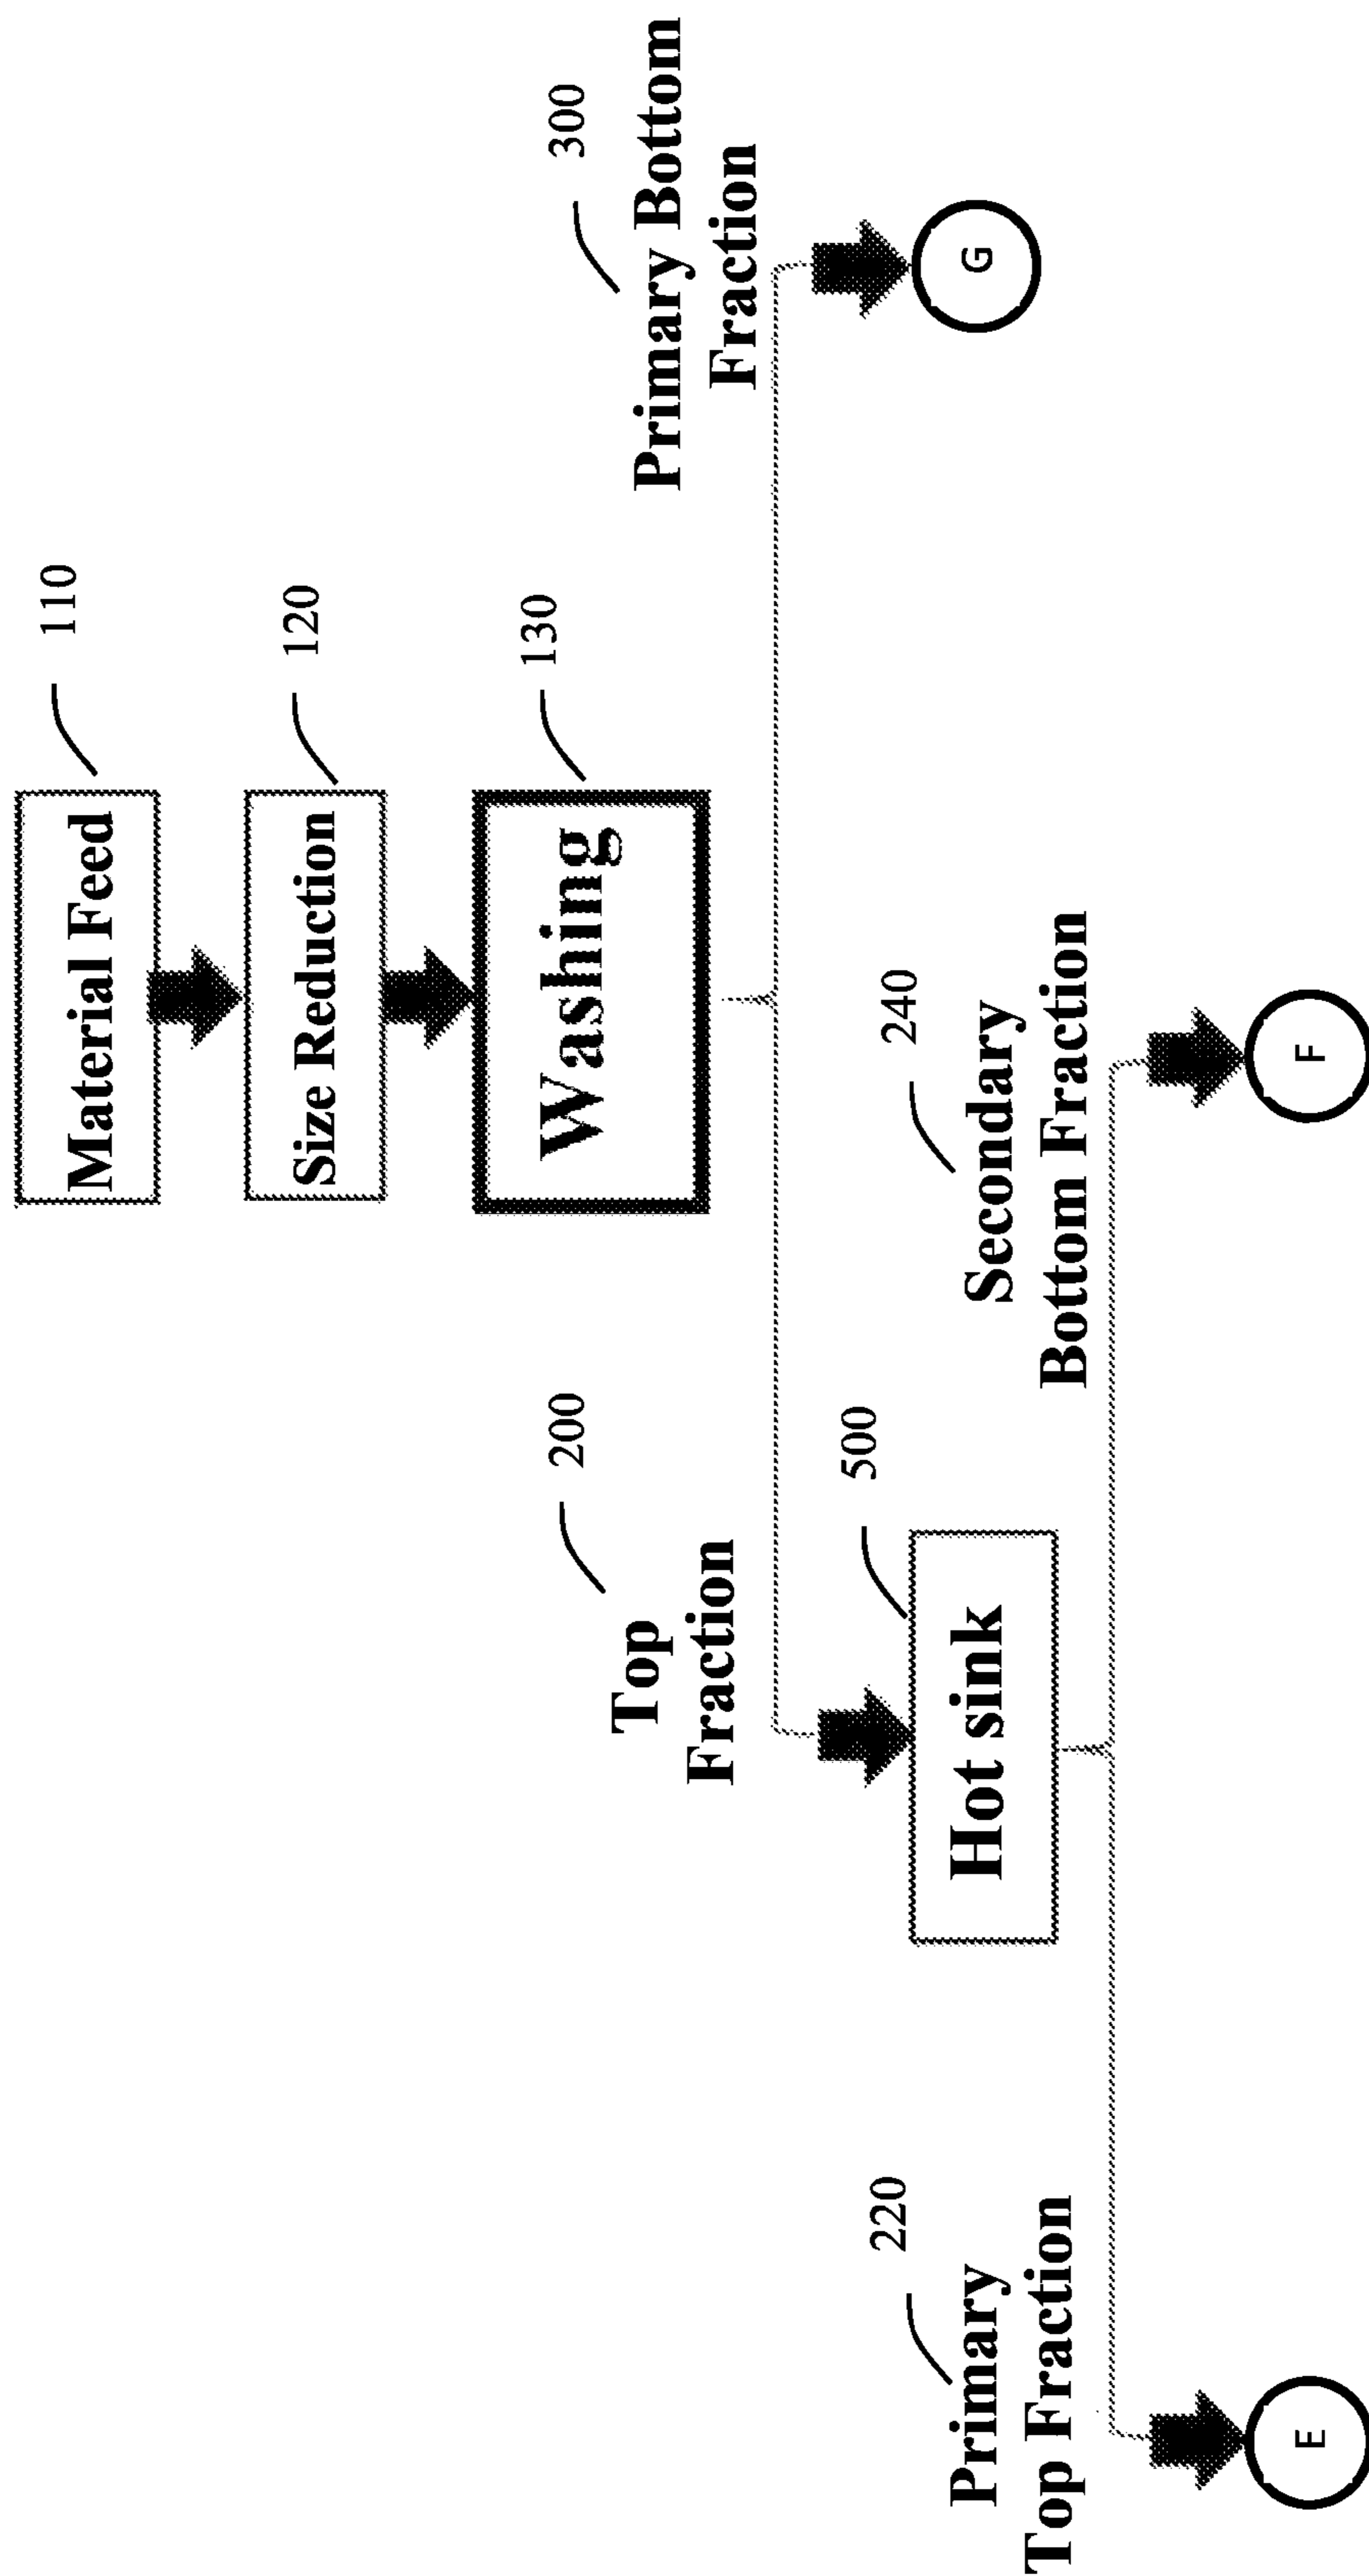 110
Material Feed
120
Size Reduction
130
Washing
200
Top
Fraction
300
Primary Bottom
Fraction
500
Hot sink
G
220
Primary
Top Fraction
240
Secondary
Bottom Fraction
E
F